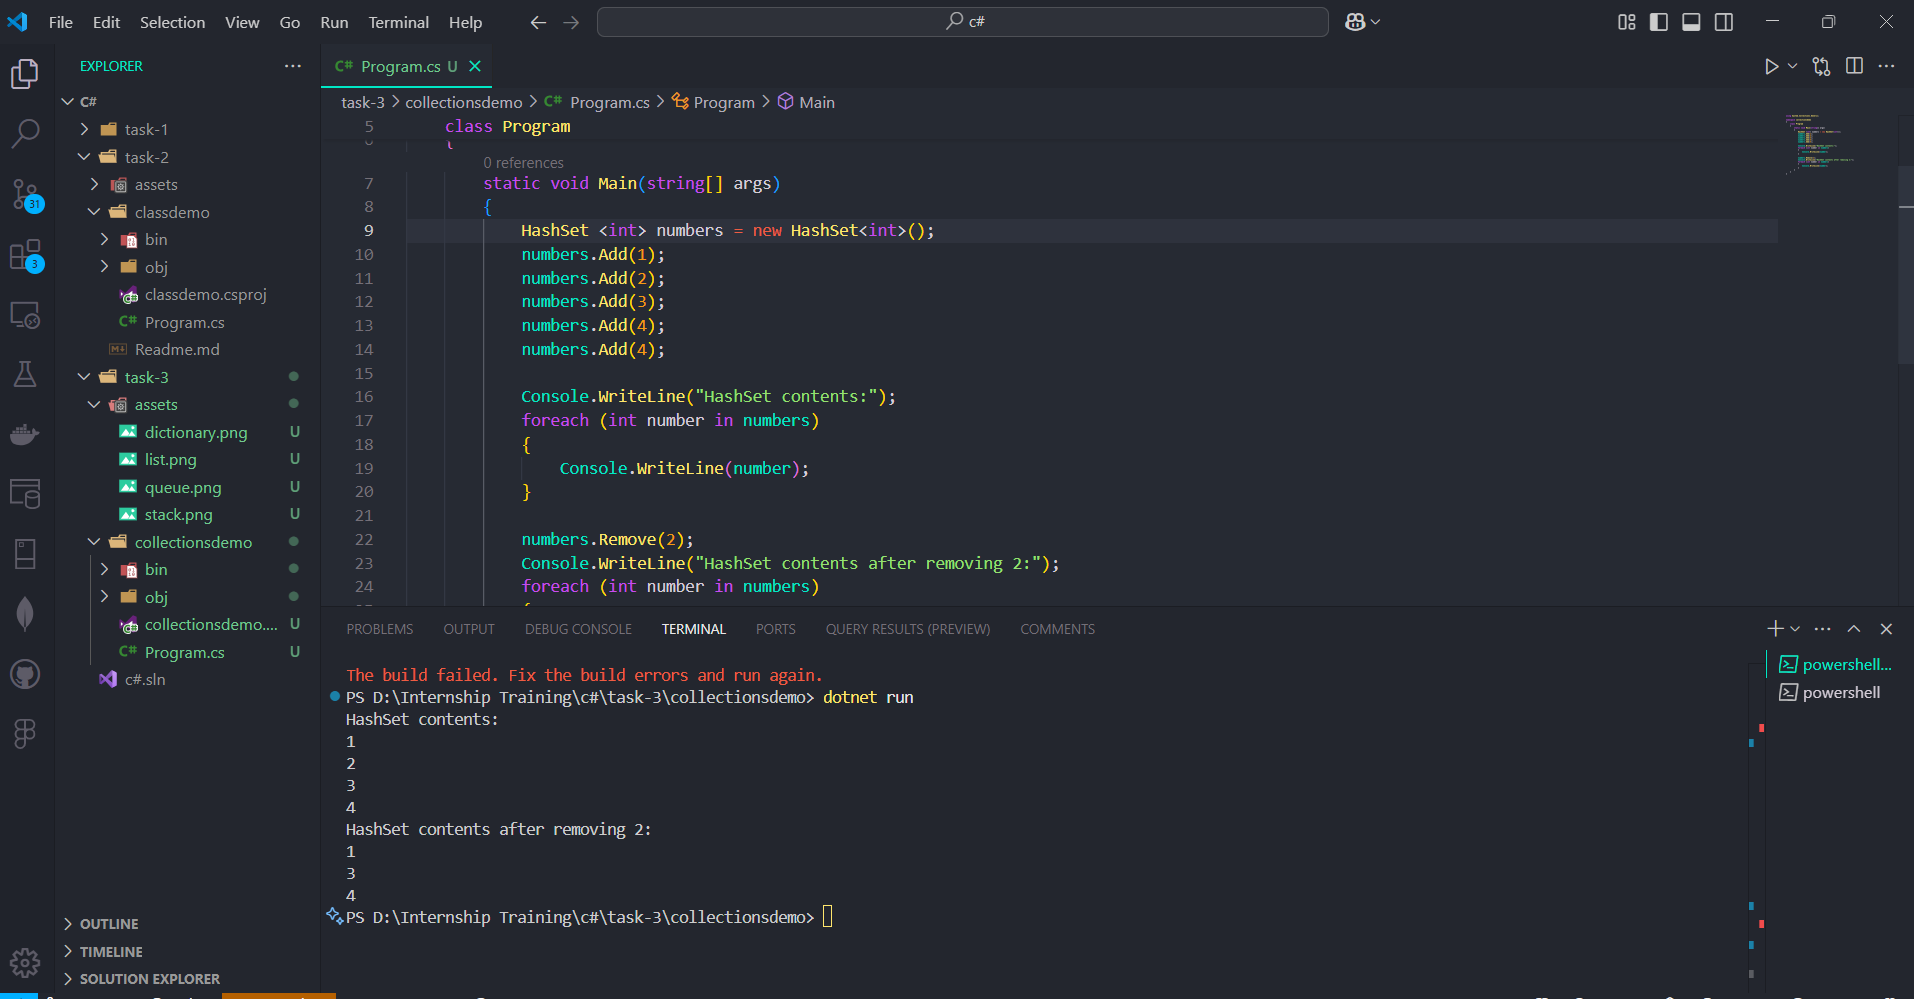 File Edit Selection View Go Run Terminal Help
c#
EXPLORER
C#
task-1
task-2
assets
classdemo
bin
obj
classdemo.csproj
C# Program.cs
Readme.md
task-3
assets
dictionary.png U
list.png U
queue.png U
stack.png U
collectionsdemo
bin
obj
collectionsdemo.... U
C# Program.cs U
c#.sln
OUTLINE
TIMELINE
SOLUTION EXPLORER
31
3
C# Program.cs U
task-3 > collectionsdemo > C# Program.cs > Program > Main
5 class Program
{
0 references
7 static void Main(string[] args)
8 {
9 HashSet <int> numbers = new HashSet<int>();
10 numbers.Add(1);
11 numbers.Add(2);
12 numbers.Add(3);
13 numbers.Add(4);
14 numbers.Add(4);
15
16 Console.WriteLine("HashSet contents:");
17 foreach (int number in numbers)
18 {
19 Console.WriteLine(number);
20 }
21
22 numbers.Remove(2);
23 Console.WriteLine("HashSet contents after removing 2:");
24 foreach (int number in numbers)
PROBLEMS OUTPUT DEBUG CONSOLE TERMINAL PORTS QUERY RESULTS (PREVIEW) COMMENTS
The build failed. Fix the build errors and run again.
PS D:\Internship Training\c#\task-3\collectionsdemo> dotnet run
HashSet contents:
1
2
3
4
HashSet contents after removing 2:
1
3
4
PS D:\Internship Training\c#\task-3\collectionsdemo>
powershell...
powershell